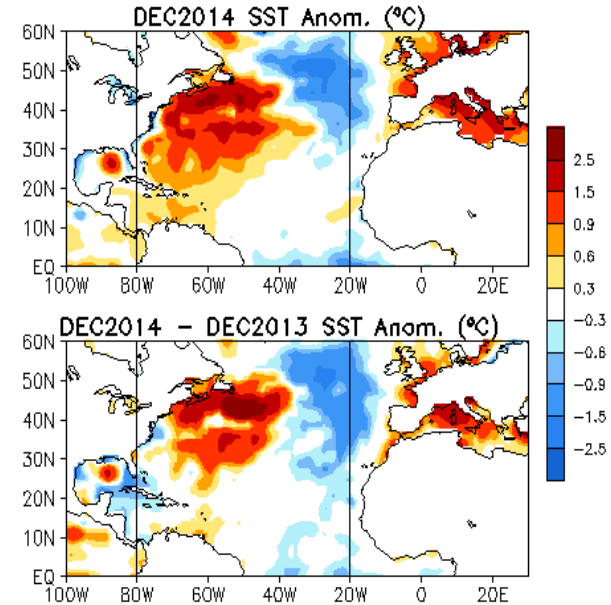 DEC2014 SST Anom. (ºC)
60N
50N
40N
30N
20N
10N
EQ
100W 80W 60W 40W 20W 0 20E
DEC2014 – DEC2013 SST Anom. (ºC)
60N
50N
40N
30N
20N
10N
EQ
100W 80W 60W 40W 20W 0 20E
2.5
1.5
0.9
0.6
0.3
−0.3
−0.6
−0.9
−1.5
−2.5